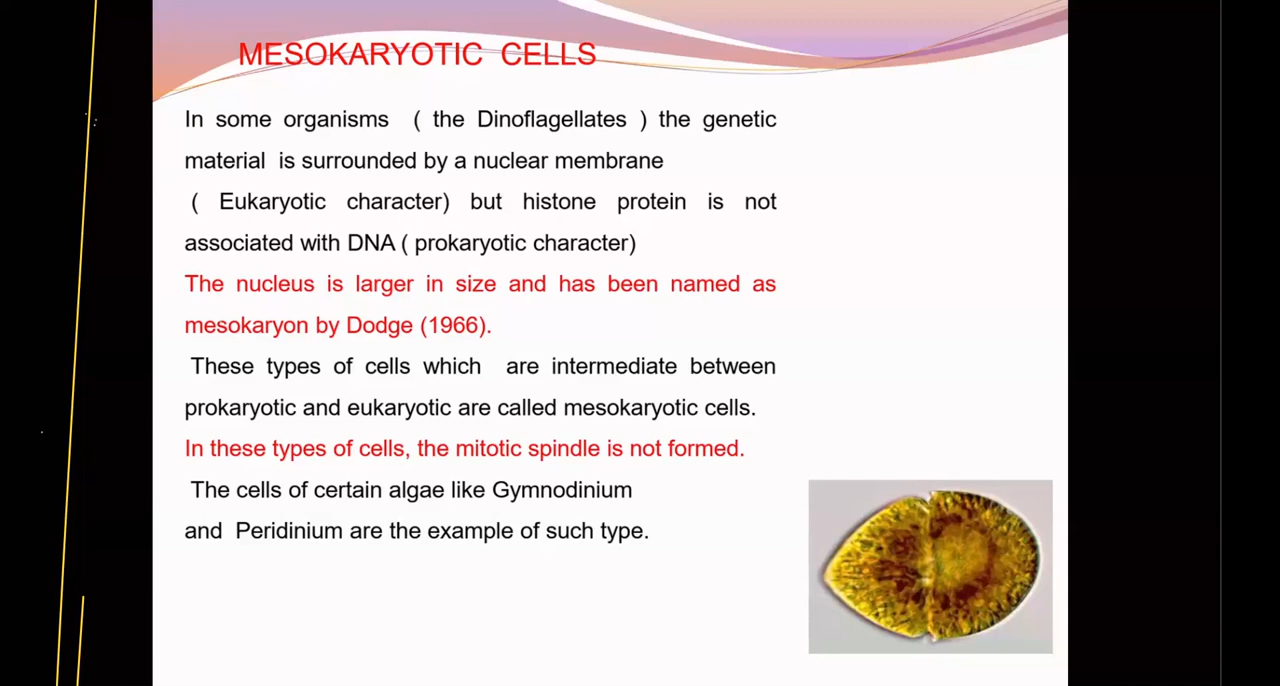 MESOKARYOTIC CELLS
In some organisms ( the Dinoflagellates ) the genetic
material is surrounded by a nuclear membrane
( Eukaryotic character) but histone protein is not
associated with DNA ( prokaryotic character)
The nucleus is larger in size and has been named as
mesokaryon by Dodge (1966).
These types of cells which are intermediate between
prokaryotic and eukaryotic are called mesokaryotic cells.
In these types of cells, the mitotic spindle is not formed.
The cells of certain algae like Gymnodinium
and Peridinium are the example of such type.